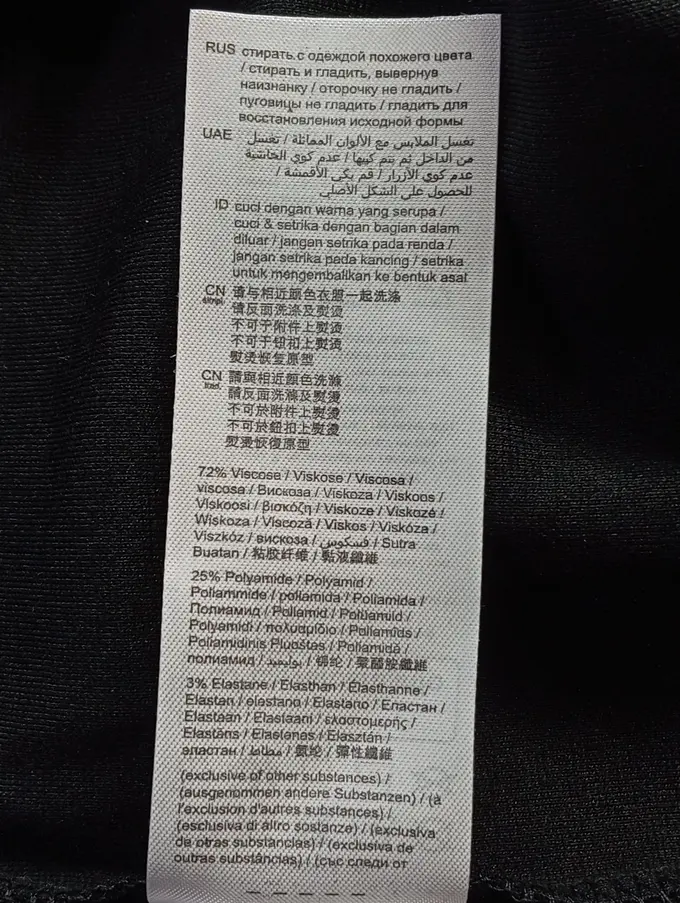 RUS стирать с одеждой похожего цвета
/ стирать и гладить, вывернув
наизнанку / оторочку не гладить /
пуговицы не гладить / гладить для
восстановления исходной формы
UAE تغسل الملابس مع الألوان المماثلة / تغسل
من الداخل ثم يتم كيها / عدم كوي الحاشية
عدم كوي الأزرار / قم بكي الأقمشة /
للحصول على الشكل الأصلي
ID cuci dengan warna yang serupa /
cuci & setrika dengan bagian dalam
diluar / jangan setrika pada renda /
jangan setrika pada kancing / setrika
untuk mengembalikan ke bentuk asal
CN simpl. 请与相近颜色衣照一起洗涤
请反面洗涤及熨烫
不可于附件上熨烫
不可于钮扣上熨烫
熨烫恢复原型
CN trad. 請與相近顏色洗滌
請反面洗滌及熨燙
不可於附件上熨燙
不可於鈕扣上熨燙
熨燙恢復原型
72% Viscose / Viskose / Viscosa /
viscosa / Вискоза / Viskoza / Viskoos /
Viskoosi / βισκόζη / Viskoze / Viskozė /
Wiskoza / Viscoză / Viskos / Viskóza /
Viszkóz / вискоза / فسكوس / Sutra
Buatan / 粘胶纤维 / 黏液纖維
25% Polyamide / Polyamid /
Poliammide / poliamida / Poliamida /
Полиамид / Poliamid / Polüamiid /
Polyamidi / πολυαμίδιο / Poliamīds /
Poliamidinis Pluoštas / Poliamidă /
полиамид / بوليميد / 锦纶 / 聚醯胺纖維
3% Elastane / Elasthan / Élasthanne /
Elastan / elastano / Elastano / Еластан /
Elastaan / Elastaani / ελαστομερής /
Elastāns / Elastanas / Elasztán /
эластан / مطاط / 氨纶 / 彈性纖維
(exclusive of other substances) /
(ausgenommen andere Substanzen) / (à
l'exclusion d'autres substances) /
(esclusiva di altro sostanze) / (exclusiva
de otras substancias) / (exclusiva de
outras substâncias) / (със следи от